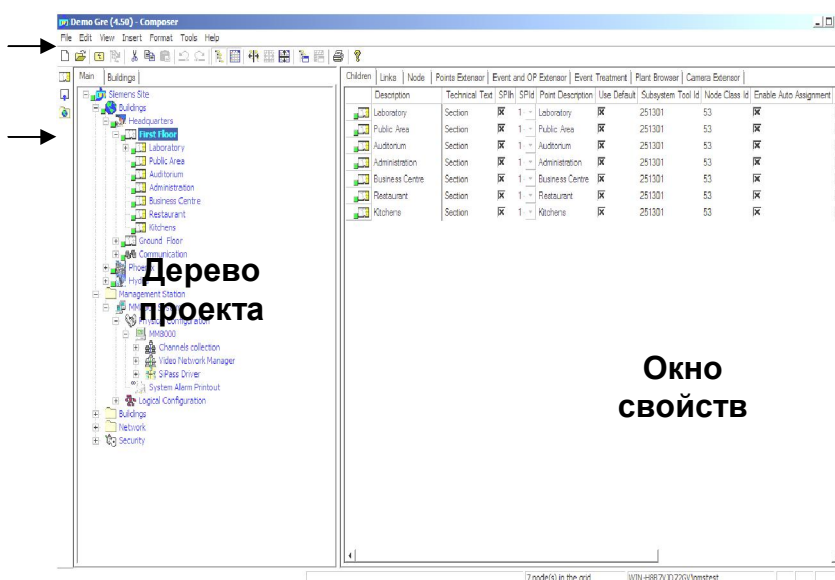 Demo Gre (4.50) - Composer
File Edit View Insert Format Tools Help
Main Buildings
Siemens Site
Buildings
Headquarters
First Floor
Laboratory
Public Area
Auditorium
Administration
Business Centre
Restaurant
Kitchens
Ground Floor
Communication
Management Station
Physical Configuration
MM8000
Channels collection
Video Network Manager
SiPass Driver
System Alarm Printout
Logical Configuration
Buildings
Network
Security
Дерево
проекта
Children Links Node Points Extensor Event and OP Extensor Event Treatment Plant Browser Camera Extensor
Description Technical Text SPIh SPId Point Description Use Default Subsystem Tool Id Node Class Id Enable Auto Assignment
Laboratory Section 1 Laboratory 251301 53
Public Area Section 1 Public Area 251301 53
Auditorium Section 1 Auditorium 251301 53
Administration Section 1 Administration 251301 53
Business Centre Section 1 Business Centre 251301 53
Restaurant Section 1 Restaurant 251301 53
Kitchens Section 1 Kitchens 251301 53
Окно
свойств
7 node(s) in the grid